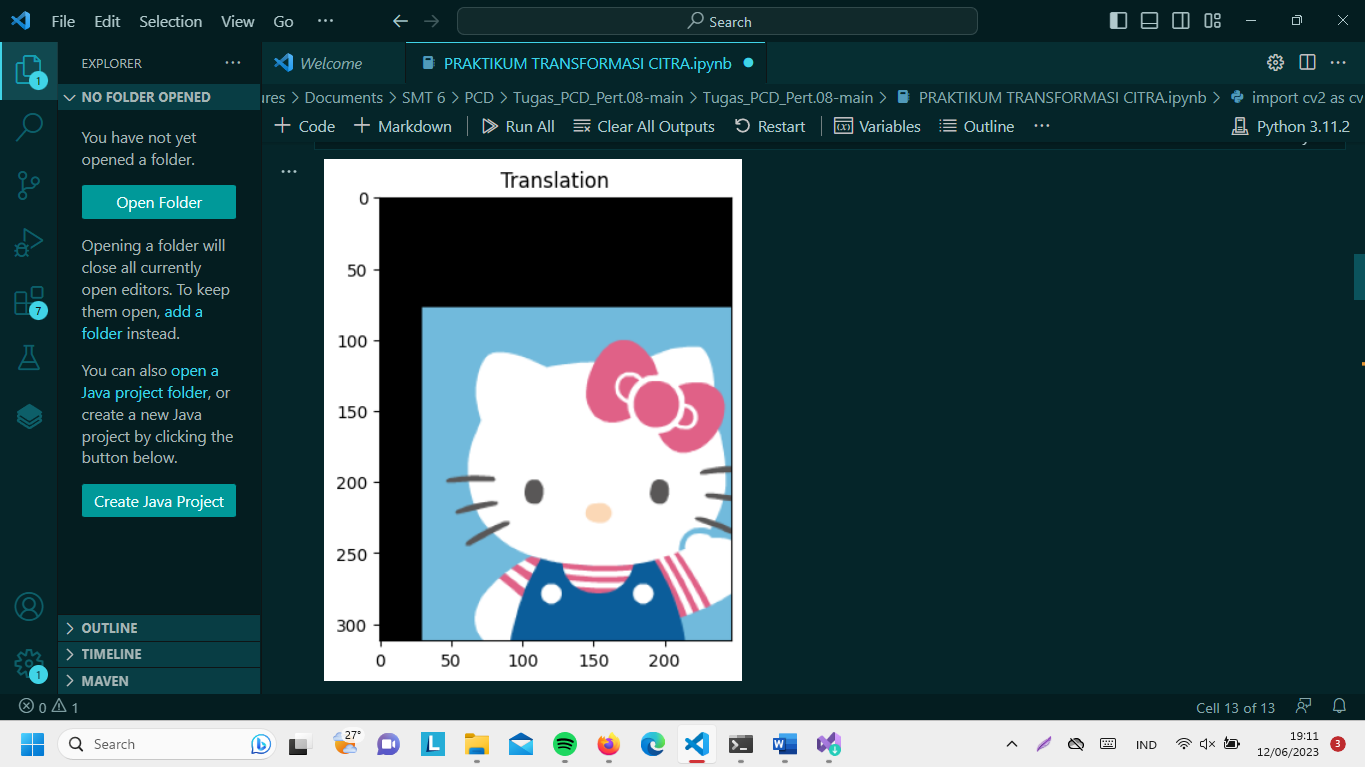 File Edit Selection View Go ··· Search
EXPLORER ···
Welcome
PRAKTIKUM TRANSFORMASI CITRA.ipynb
NO FOLDER OPENED
ures > Documents > SMT 6 > PCD > Tugas_PCD_Pert.08-main > Tugas_PCD_Pert.08-main > PRAKTIKUM TRANSFORMASI CITRA.ipynb > import cv2 as cv
+ Code + Markdown Run All Clear All Outputs Restart Variables Outline ··· Python 3.11.2
1
You have not yet
opened a folder.
Open Folder
Opening a folder will
close all currently
open editors. To keep
them open, add a
folder instead.
You can also open a
Java project folder, or
create a new Java
project by clicking the
button below.
Create Java Project
7
1
OUTLINE
TIMELINE
MAVEN
Translation
0
50
100
150
200
250
300
0 50 100 150 200
0 1
Cell 13 of 13
Search
27°
L
IND
19:11
12/06/2023
3